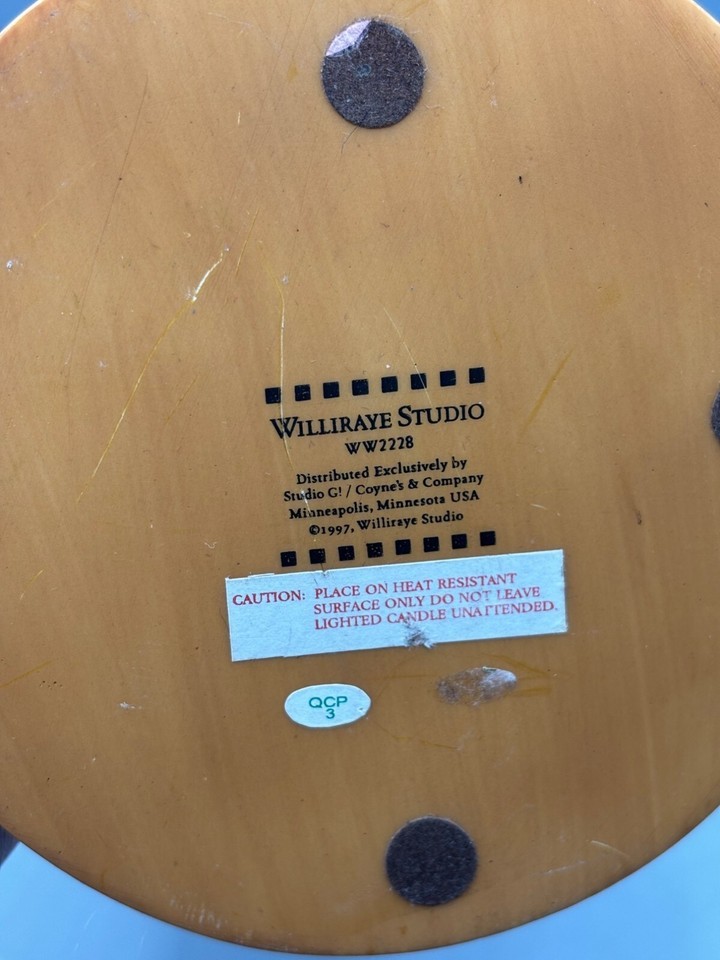 WILLIRAYE STUDIO
WW2228
Distributed Exclusively by
Studio G! / Coyne's & Company
Minneapolis, Minnesota USA
©1997, Williraye Studio
CAUTION: PLACE ON HEAT RESISTANT
SURFACE ONLY DO NOT LEAVE
LIGHTED CANDLE UNATTENDED.
QCP
3